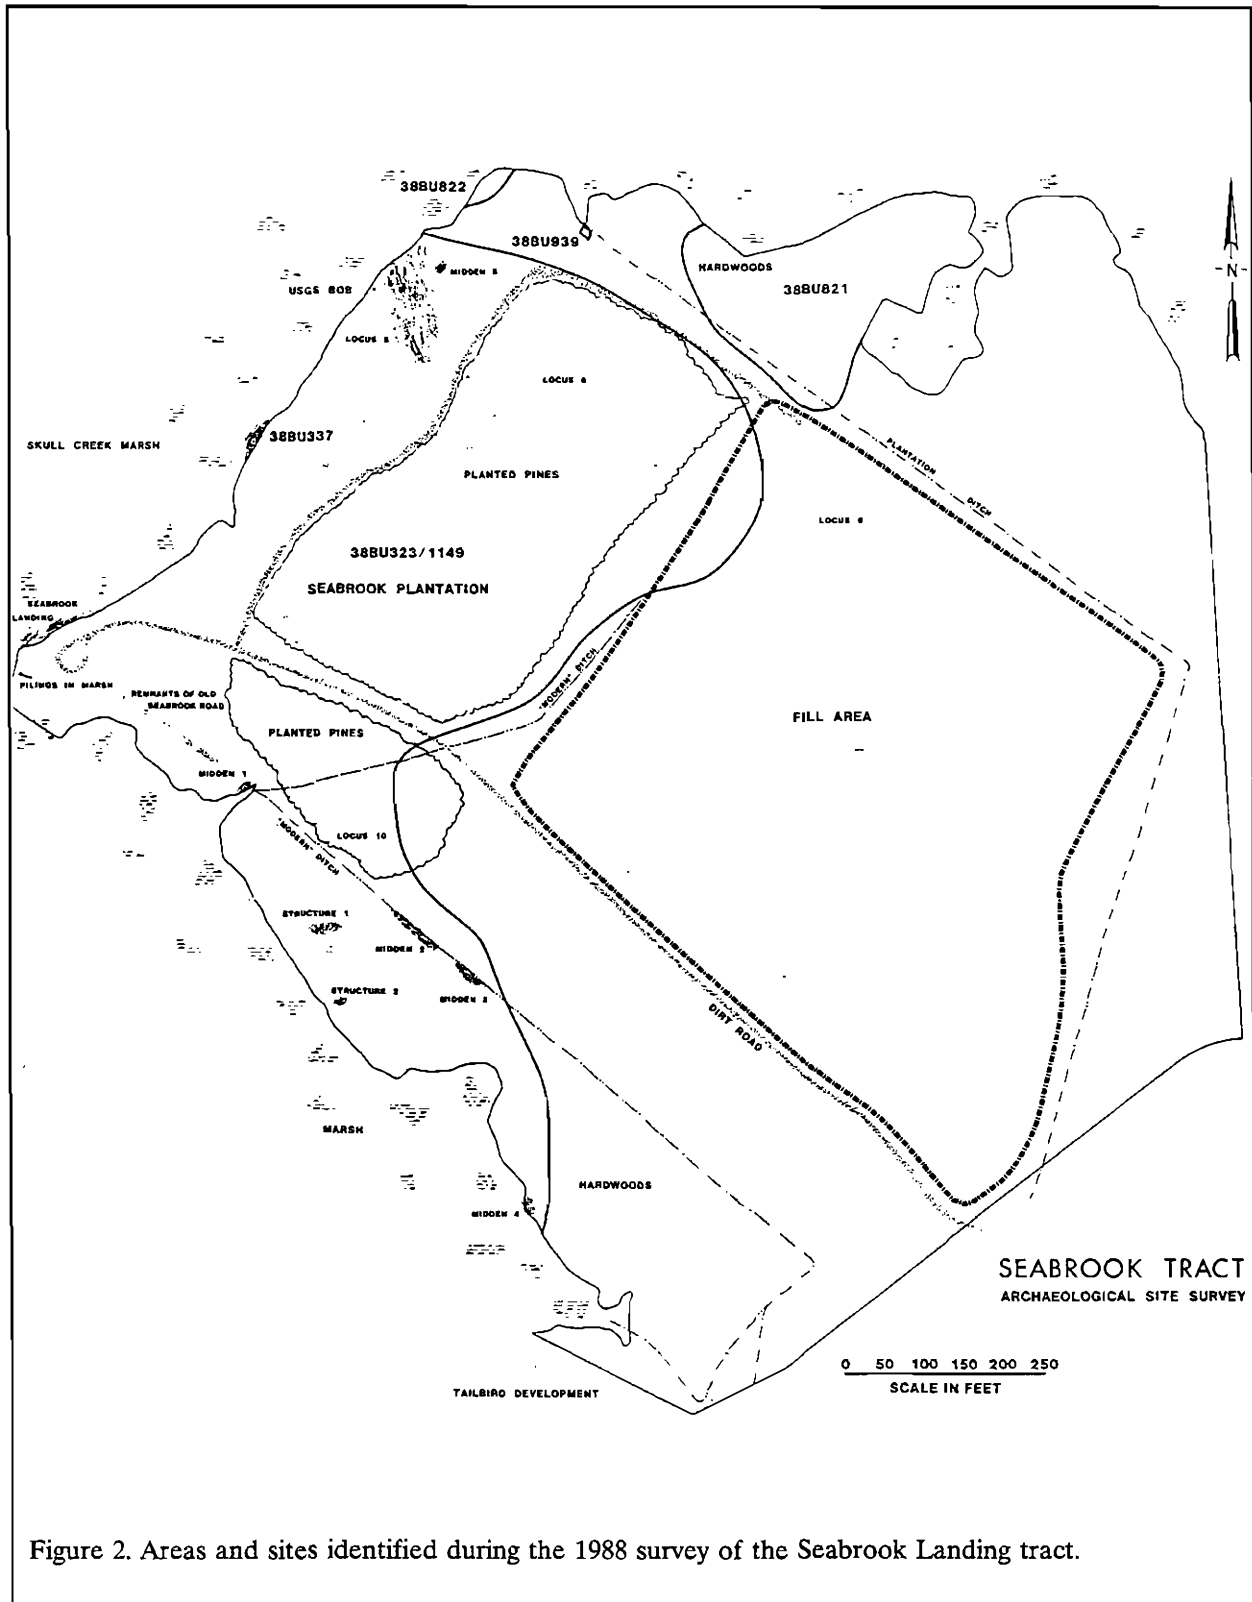 38BU822
38BU939
HARDWOODS
38BU821
-N-
MIDDEN 5
USGS BOB
LOCUS
LOCUS
38BU337
SKULL CREEK MARSH
PLANTED PINES
PLANTATION
DITCH
LOCUS
38BU323/1149
SEABROOK PLANTATION
SEABROOK
LANDING
PILINGS IN MARSH
REMNANTS OF OLD
SEABROOK ROAD
"MODERN" DITCH
FILL AREA
PLANTED PINES
MIDDEN 1
LOCUS 10
"MODERN" DITCH
STRUCTURE 1
MIDDEN 2
STRUCTURE 2
MIDDEN 3
DIRT ROAD
MARSH
HARDWOODS
MIDDEN 4
SEABROOK TRACT
ARCHAEOLOGICAL SITE SURVEY
0 50 100 150 200 250
SCALE IN FEET
TAILBIRD DEVELOPMENT
Figure 2. Areas and sites identified during the 1988 survey of the Seabrook Landing tract.